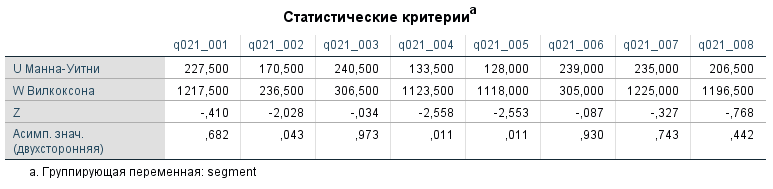 Статистические критерииa
q021_001 q021_002 q021_003 q021_004 q021_005 q021_006 q021_007 q021_008
U Манна-Уитни 227,500 170,500 240,500 133,500 128,000 239,000 235,000 206,500
W Вилкоксона 1217,500 236,500 306,500 1123,500 1118,000 305,000 1225,000 1196,500
Z -,410 -2,028 -,034 -2,558 -2,553 -,087 -,327 -,768
Асимп. знач. ,682 ,043 ,973 ,011 ,011 ,930 ,743 ,442
(двухсторонняя)
a. Группирующая переменная: segment